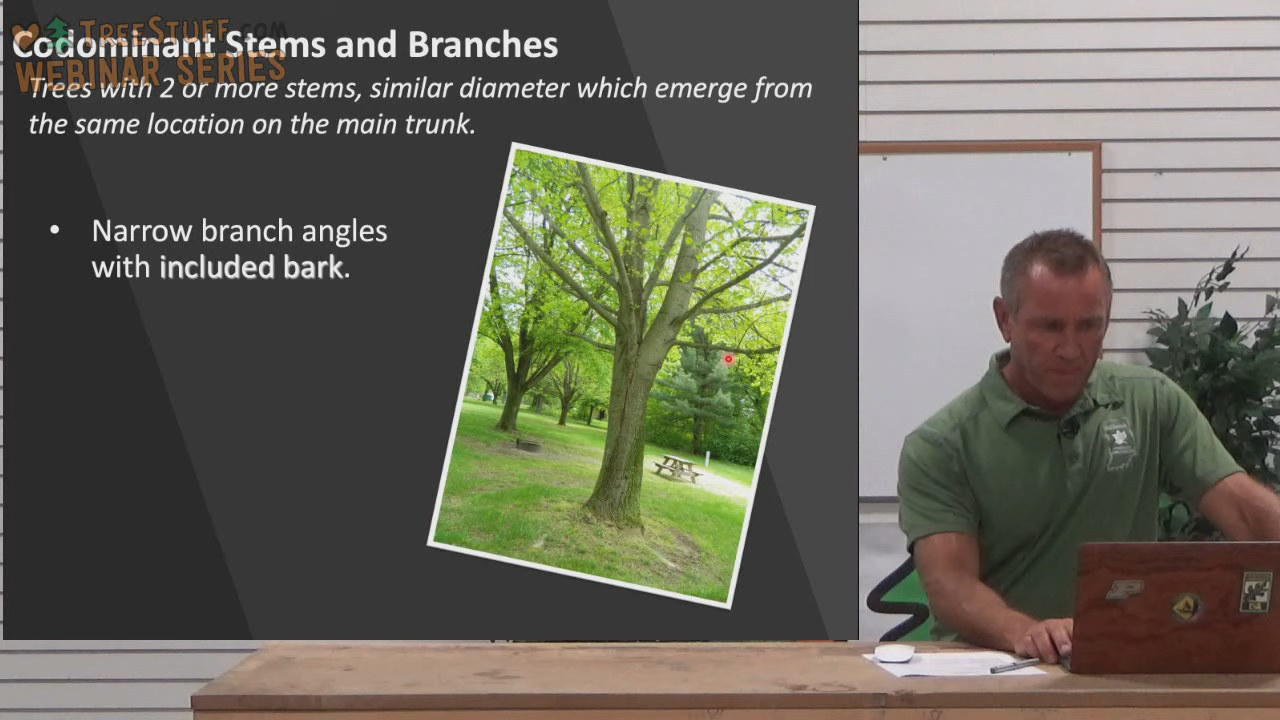 TREESTUFF.COM
WEBINAR SERIES
Codominant Stems and Branches
Trees with 2 or more stems, similar diameter which emerge from
the same location on the main trunk.
• Narrow branch angles
with included bark.
P